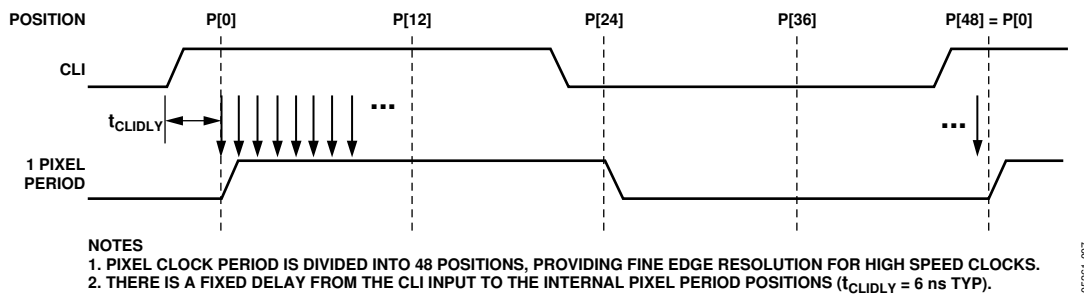 POSITION P[0] P[12] P[24] P[36] P[48] = P[0]
CLI
tCLIDLY
... ...
1 PIXEL
PERIOD
NOTES
1. PIXEL CLOCK PERIOD IS DIVIDED INTO 48 POSITIONS, PROVIDING FINE EDGE RESOLUTION FOR HIGH SPEED CLOCKS.
2. THERE IS A FIXED DELAY FROM THE CLI INPUT TO THE INTERNAL PIXEL PERIOD POSITIONS (tCLIDLY = 6 ns TYP).